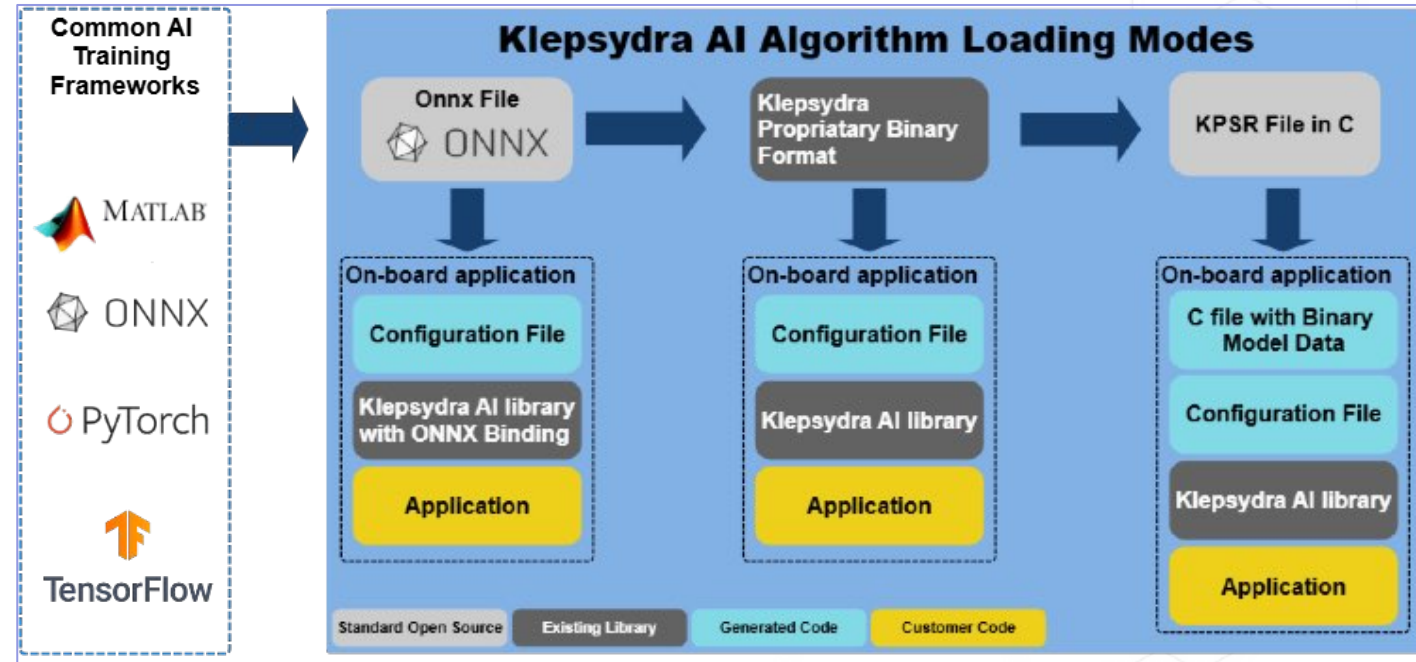 Common AI
Training
Frameworks
MATLAB
ONNX
PyTorch
TensorFlow
Klepsydra AI Algorithm Loading Modes
Onnx File
ONNX
Klepsydra
Propriatary Binary
Format
KPSR File in C
On-board application
Configuration File
Klepsydra AI library
with ONNX Binding
Application
On-board application
Configuration File
Klepsydra AI library
Application
On-board application
C file with Binary
Model Data
Configuration File
Klepsydra AI library
Application
Standard Open Source
Existing Library
Generated Code
Customer Code